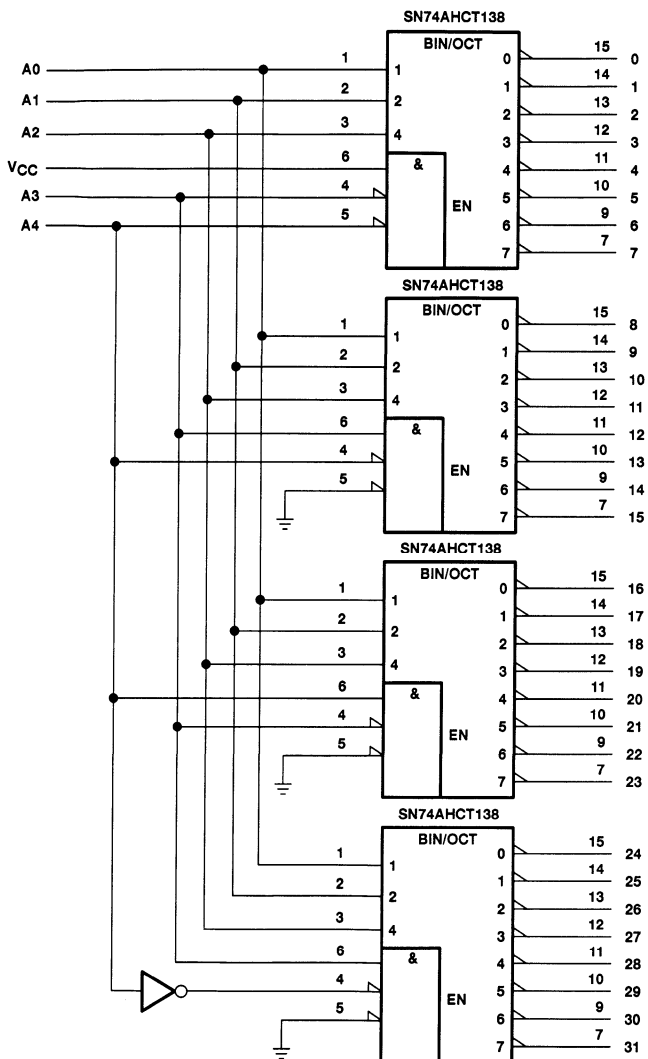 SN74AHCT138
BIN/OCT
A0 1 1 0 15 0
A1 2 2 1 14 1
A2 3 4 2 13 2
3 12 3
VCC 6 & 4 11 4
A3 4 EN 5 10 5
A4 5 6 9 6
7 7 7
SN74AHCT138
BIN/OCT
1 1 0 15 8
2 2 1 14 9
3 4 2 13 10
3 12 11
6 & 4 11 12
4 EN 5 10 13
5 6 9 14
7 7 15
SN74AHCT138
BIN/OCT
1 1 0 15 16
2 2 1 14 17
3 4 2 13 18
3 12 19
6 & 4 11 20
4 EN 5 10 21
5 6 9 22
7 7 23
SN74AHCT138
BIN/OCT
1 1 0 15 24
2 2 1 14 25
3 4 2 13 26
3 12 27
6 & 4 11 28
4 EN 5 10 29
5 6 9 30
7 7 31